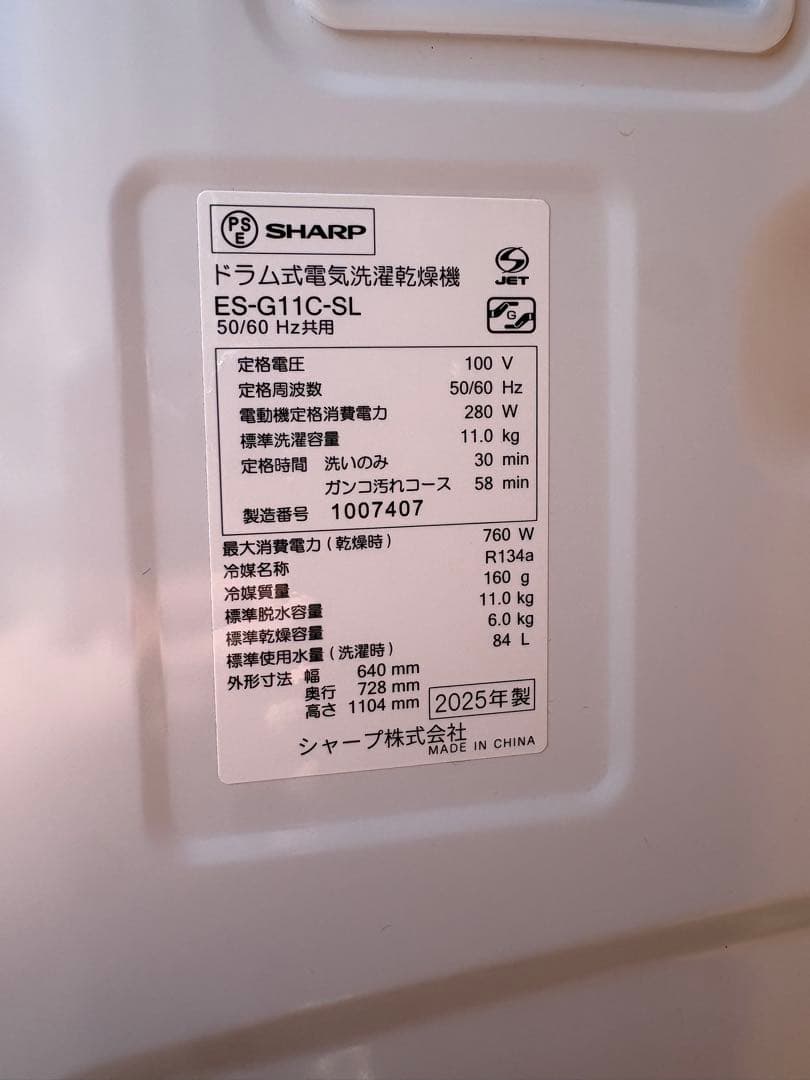 PSE SHARP
ドラム式電気洗濯乾燥機
JET
ES-G11C-SL
50/60 Hz共用
G
定格電圧 100 V
定格周波数 50/60 Hz
電動機定格消費電力 280 W
標準洗濯容量 11.0 kg
定格時間 洗いのみ 30 min
ガンコ汚れコース 58 min
製造番号 1007407
最大消費電力(乾燥時) 760 W
冷媒名称 R134a
冷媒質量 160 g
標準脱水容量 11.0 kg
標準乾燥容量 6.0 kg
標準使用水量(洗濯時) 84 L
外形寸法 幅 640 mm
奥行 728 mm
高さ 1104 mm
2025年製
シャープ株式会社
MADE IN CHINA